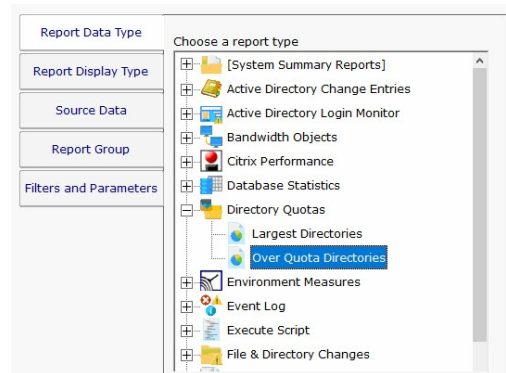 Report Data Type
Report Display Type
Source Data
Report Group
Filters and Parameters
Choose a report type
[System Summary Reports]
Active Directory Change Entries
Active Directory Login Monitor
Bandwidth Objects
Citrix Performance
Database Statistics
Directory Quotas
Largest Directories
Over Quota Directories
Environment Measures
Event Log
Execute Script
File & Directory Changes